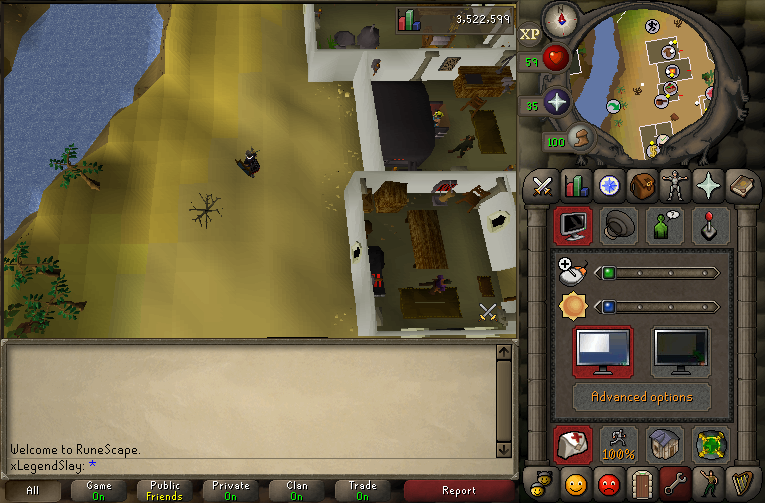 3,522,599
XP
59
35
100
Advanced options
100%
Welcome to RuneScape.
xLegendSlay: *
All
Game
On
Public
Friends
Private
On
Clan
On
Trade
On
Report